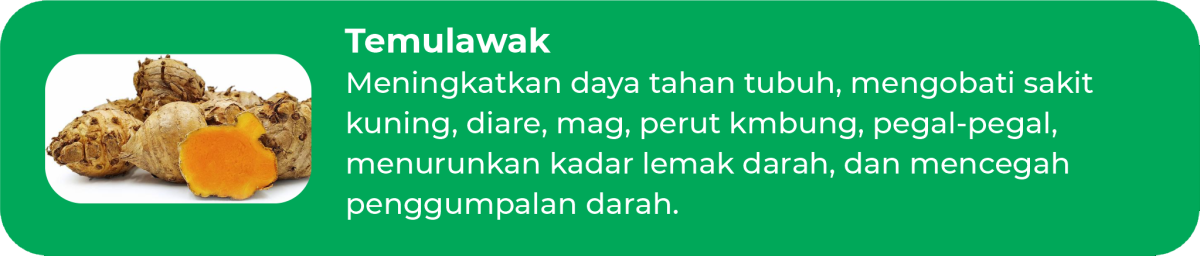 Temulawak
Meningkatkan daya tahan tubuh, mengobati sakit
kuning, diare, mag, perut kmbung, pegal-pegal,
menurunkan kadar lemak darah, dan mencegah
penggumpalan darah.